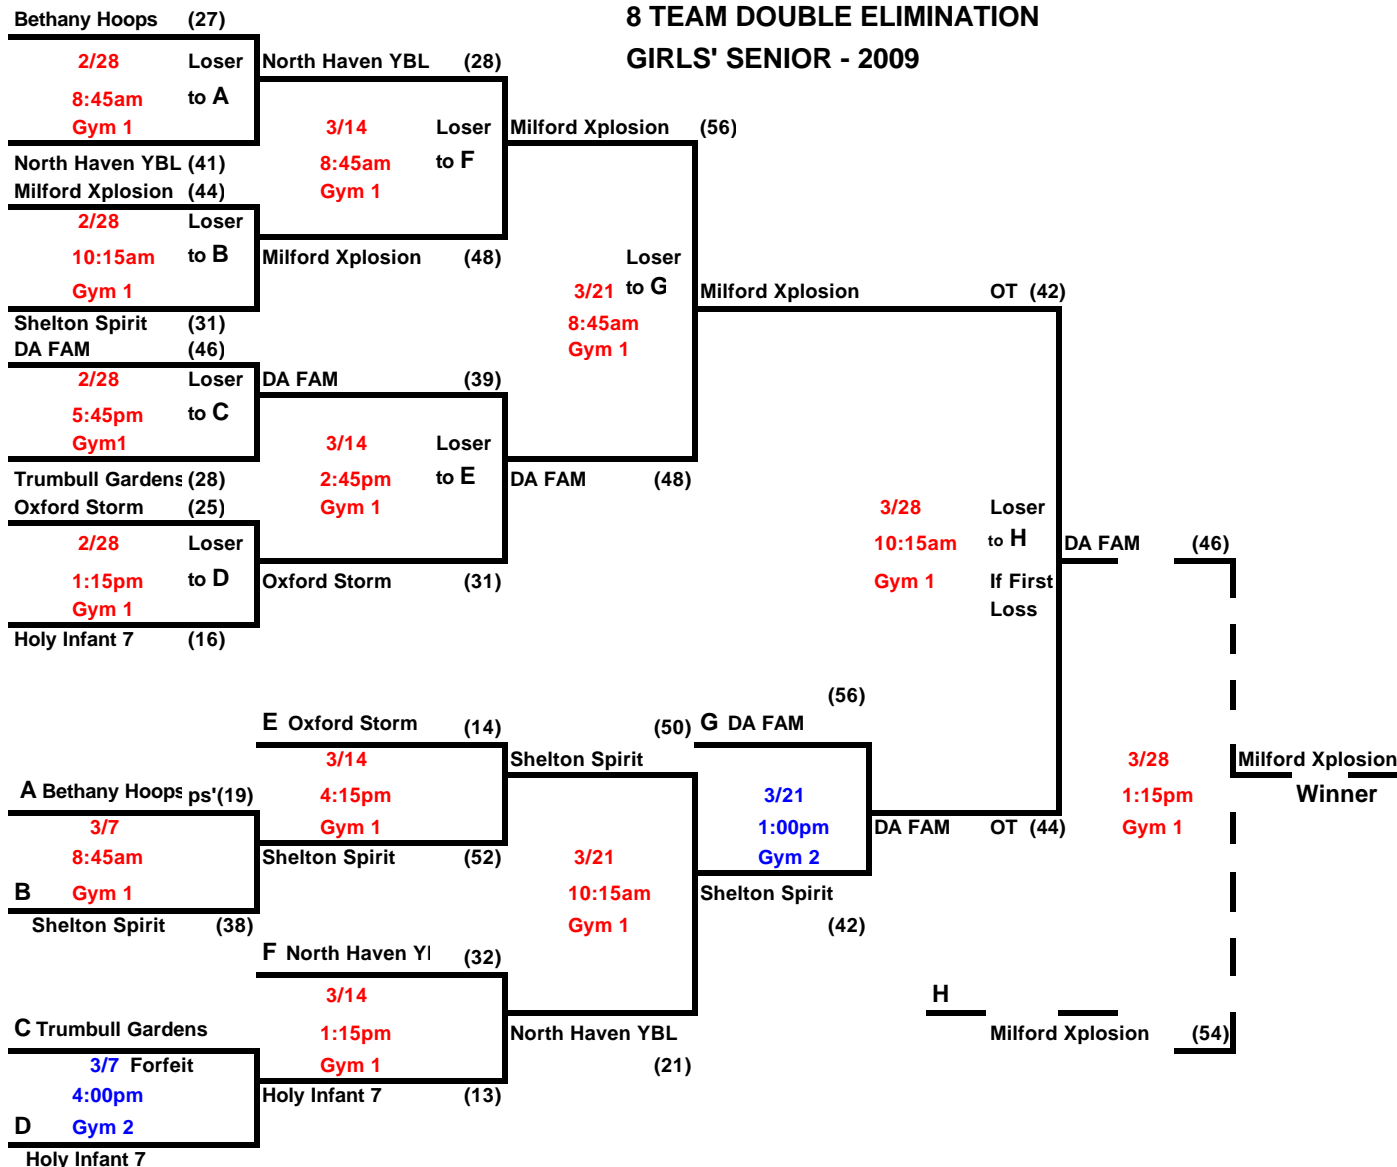 8 TEAM DOUBLE ELIMINATION
GIRLS' SENIOR - 2009
Bethany Hoops (27)
2/28 Loser
8:45am to A
Gym 1
North Haven YBL (41)
Milford Xplosion (44)
2/28 Loser
10:15am to B
Gym 1
Shelton Spirit (31)
DA FAM (46)
2/28 Loser
5:45pm to C
Gym1
Trumbull Gardens (28)
Oxford Storm (25)
2/28 Loser
1:15pm to D
Gym 1
Holy Infant 7 (16)
North Haven YBL (28)
3/14 Loser
8:45am to F
Gym 1
Milford Xplosion (48)
DA FAM (39)
3/14 Loser
2:45pm to E
Gym 1
Oxford Storm (31)
Milford Xplosion (56)
Loser
3/21 to G
8:45am
Gym 1
DA FAM (48)
Milford Xplosion OT (42)
3/28 Loser
10:15am to H
Gym 1 If First
Loss
DA FAM (46)
A Bethany Hoops ps'(19)
3/7
8:45am
B Gym 1
Shelton Spirit (38)
C Trumbull Gardens
3/7 Forfeit
4:00pm
D Gym 2
Holy Infant 7
E Oxford Storm (14)
3/14
4:15pm
Gym 1
Shelton Spirit (52)
F North Haven Y (32)
3/14
1:15pm
Gym 1
Holy Infant 7 (13)
(50)
Shelton Spirit
3/21
10:15am
Gym 1
North Haven YBL
(21)
(56)
G DA FAM
3/21
1:00pm
Gym 2
Shelton Spirit
(42)
DA FAM OT (44)
3/28
1:15pm
Gym 1
H
Milford Xplosion (54)
Milford Xplosion
Winner